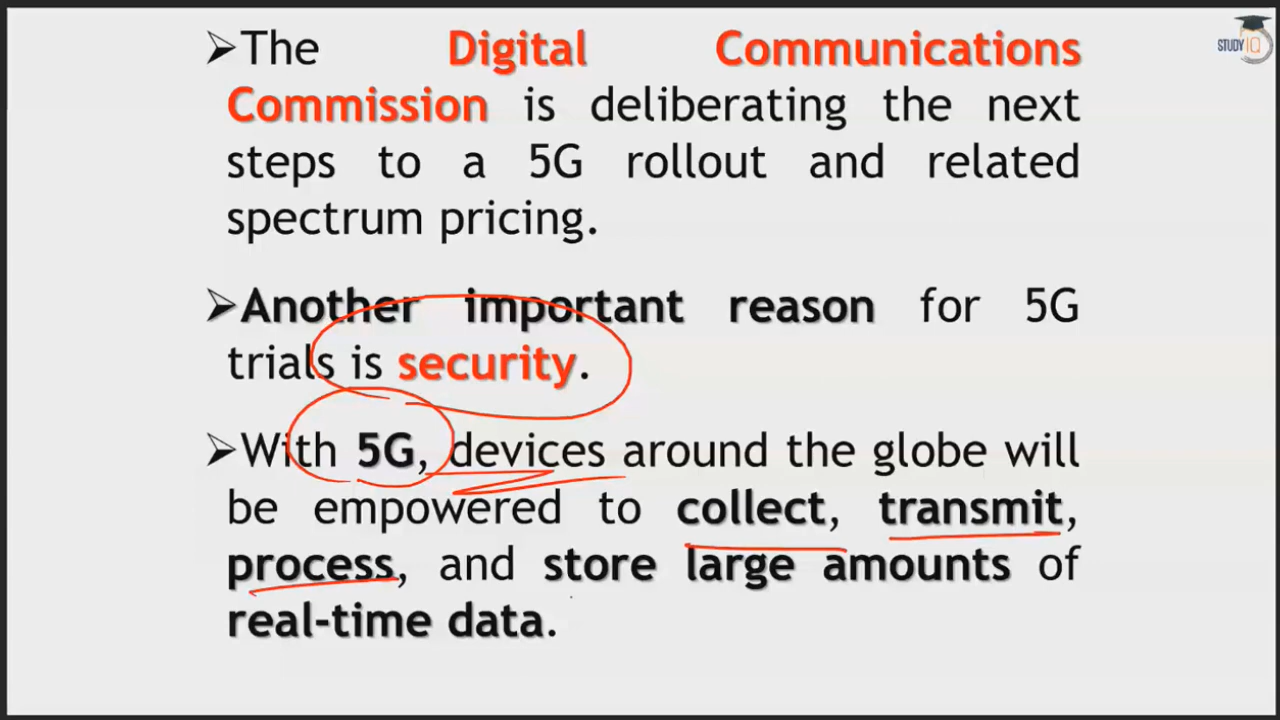 ➢The Digital Communications
Commission is deliberating the next
steps to a 5G rollout and related
spectrum pricing.
➢Another important reason for 5G
trials is security.
➢With 5G, devices around the globe will
be empowered to collect, transmit,
process, and store large amounts of
real-time data.
STUDY IQ